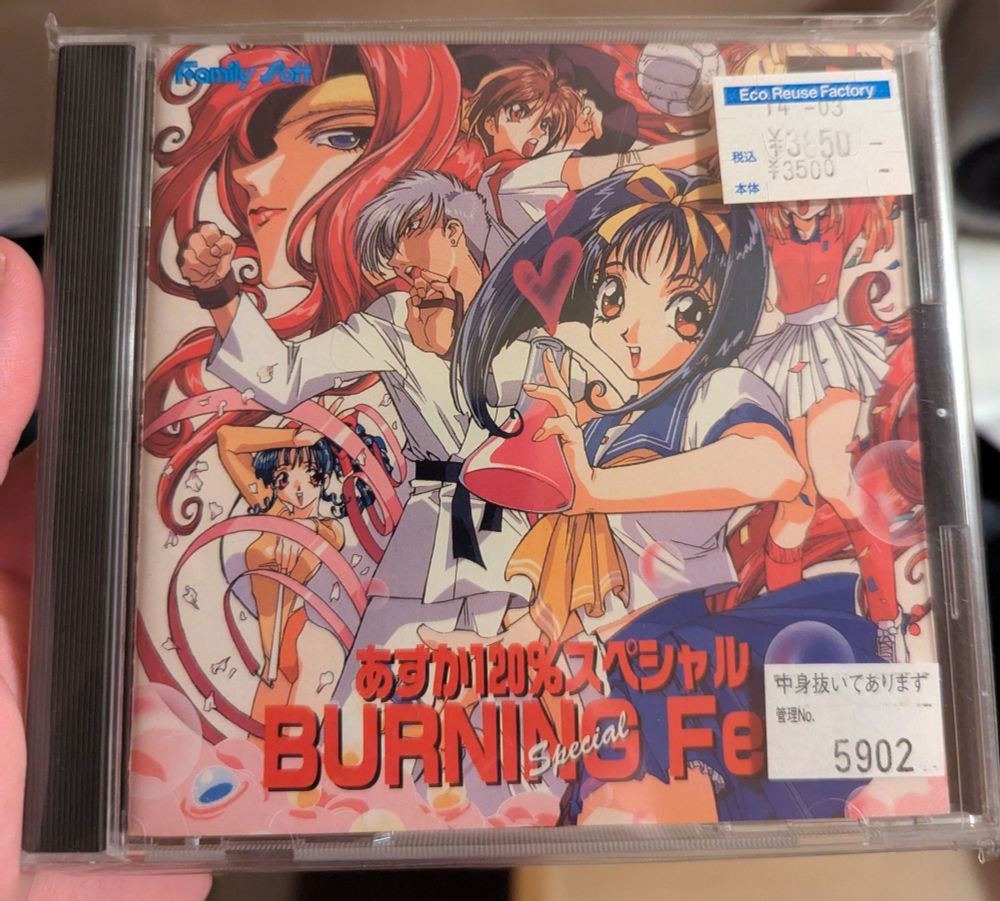 Family Soft
Eco Reuse Factory
14 -03
税込 ¥3850-
本体 ¥3500 -
あすか120%スペシャル
BURNING Fe
Special
中身抜いてあります
管理No.
5902